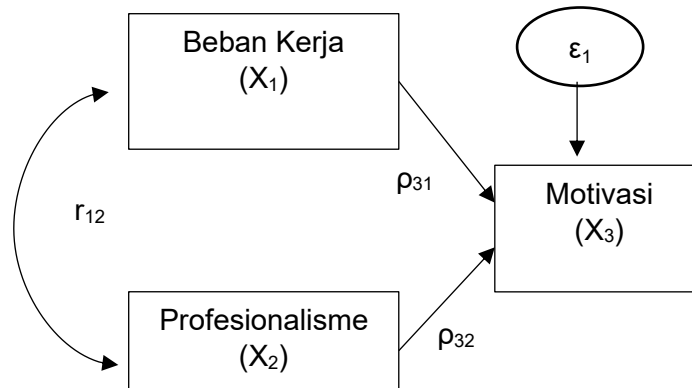 Beban Kerja
(X₁)
ε₁
ρ₃₁
Motivasi
(X₃)
r₁₂
Profesionalisme
(X₂)
ρ₃₂